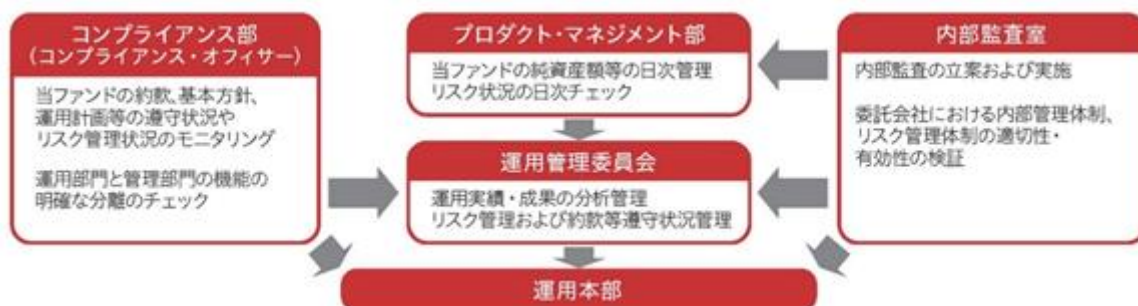 コンプライアンス部
（コンプライアンス・オフィサー）
当ファンドの約款、基本方針、
運用計画等の遵守状況や
リスク管理状況のモニタリング
運用部門と管理部門の機能の
明確な分離のチェック
プロダクト・マネジメント部
当ファンドの純資産額等の日次管理
リスク状況の日次チェック
運用管理委員会
運用実績・成果の分析管理
リスク管理および約款等遵守状況管理
内部監査室
内部監査の立案および実施
委託会社における内部管理体制、
リスク管理体制の適切性・
有効性の検証
運用本部